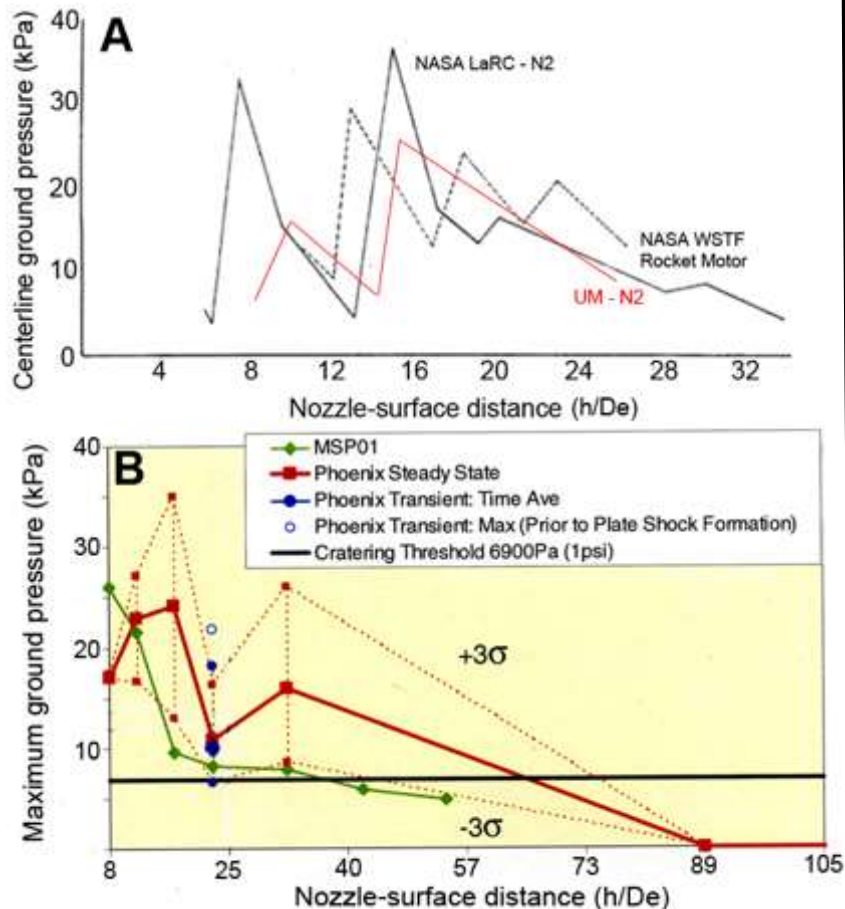 A
Centerline ground pressure (kPa)
40
30
20
10
0
NASA LaRC - N2
NASA WSTF
Rocket Motor
UM - N2
4 8 12 16 20 24 28 32
Nozzle-surface distance (h/De)
B
Maximum ground pressure (kPa)
40
30
20
10
MSP01
Phoenix Steady State
Phoenix Transient: Time Ave
Phoenix Transient: Max (Prior to Plate Shock Formation)
Cratering Threshold 6900Pa (1psi)
+3σ
-3σ
8 25 40 57 73 89 105
Nozzle-surface distance (h/De)